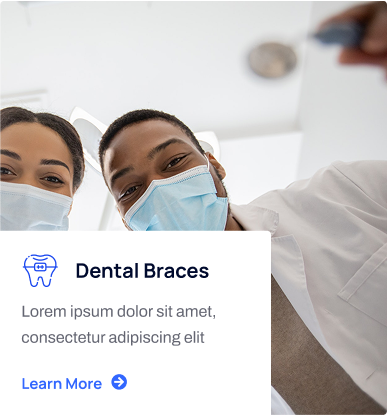 Dental Braces
Lorem ipsum dolor sit amet,
consectetur adipiscing elit
Learn More